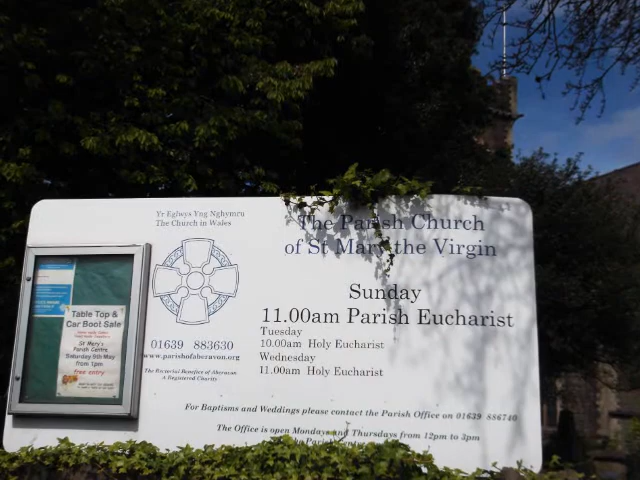 Yr Eglwys Yng Nghymru
The Church in Wales
The Parish Church
of St Mary the Virgin
Sunday
11.00am Parish Eucharist
Tuesday
10.00am Holy Eucharist
Wednesday
11.00am Holy Eucharist
01639 883630
www.parishofaberavon.org
The Rectorial Benefice of Aberavon
A Registered Charity
For Baptisms and Weddings please contact the Parish Office on 01639 886740
The Office is open Mondays and Thursdays from 12pm to 3pm
Parish Centre
Table Top &
Car Boot Sale
St Mary's
Parish Centre
Saturday 9th May
from 1pm
free entry